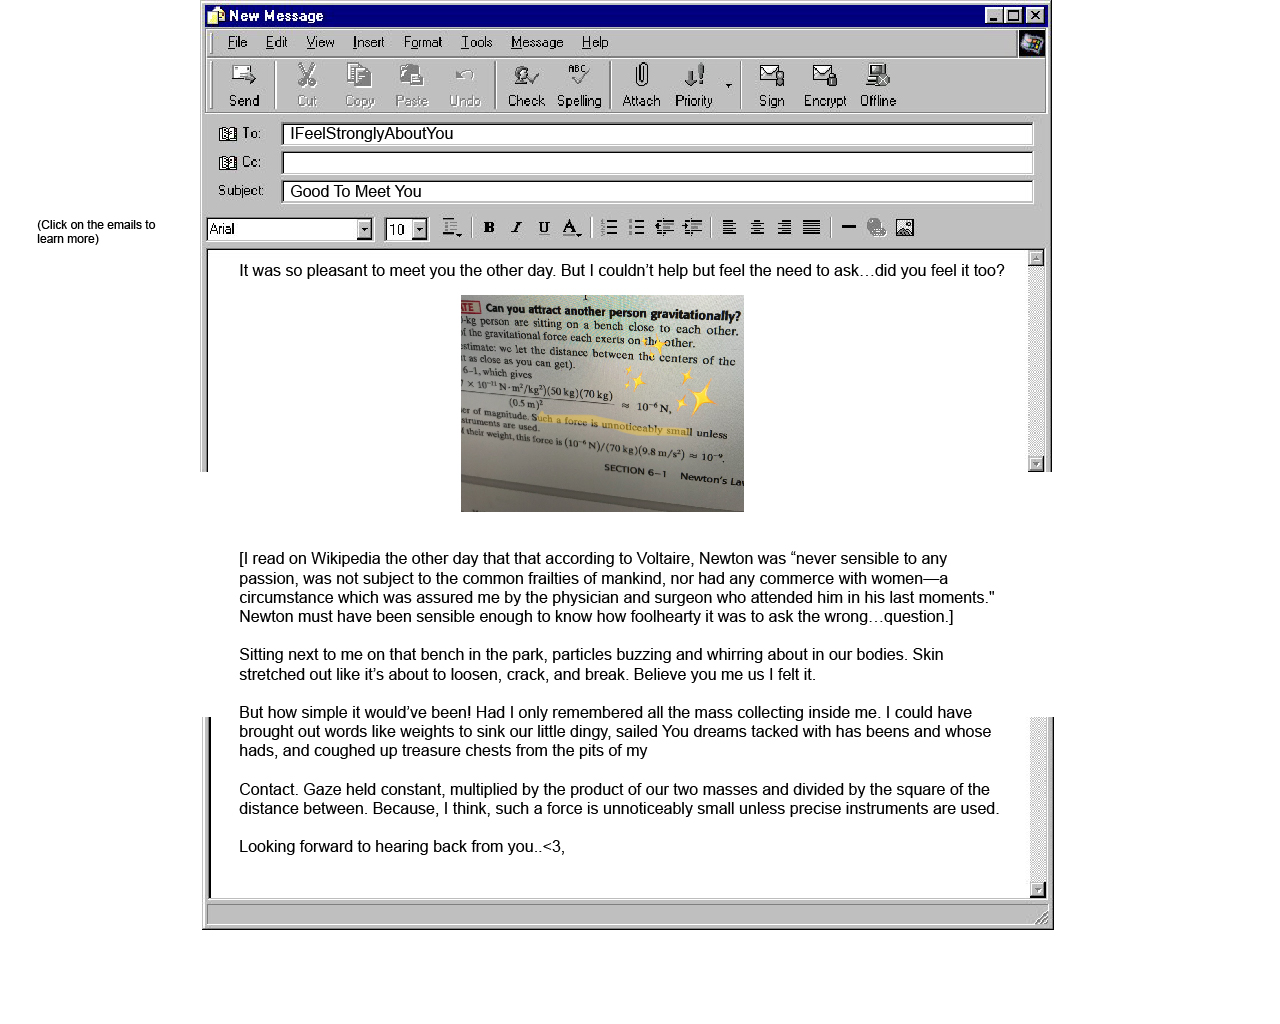 New Message
File Edit View Insert Format Tools Message Help
ABC
Send Cut Copy Paste Undo Check Spelling Attach Priority Sign Encrypt Offline
To: IFeelStronglyAboutYou
Cc:
Subject: Good To Meet You
(Click on the emails to
learn more)
Arial 10 B I U A
It was so pleasant to meet you the other day. But I couldn’t help but feel the need to ask…did you feel it too?
ATE Can you attract another person gravitationally?
-kg person are sitting on a bench close to each other.
f the gravitational force each exerts on the other.
estimate: we let the distance between the centers of the
t as close as you can get).
6–1, which gives
7 × 10⁻¹¹ N·m²/kg²)(50 kg)(70 kg)
(0.5 m)²
≈ 10⁻⁶ N,
er of magnitude. Such a force is unnoticeably small unless
struments are used.
their weight, this force is (10⁻⁶ N)/(70 kg)(9.8 m/s²) ≈ 10⁻⁹.
SECTION 6–1 Newton's La
[I read on Wikipedia the other day that that according to Voltaire, Newton was “never sensible to any
passion, was not subject to the common frailties of mankind, nor had any commerce with women—a
circumstance which was assured me by the physician and surgeon who attended him in his last moments."
Newton must have been sensible enough to know how foolhearty it was to ask the wrong…question.]
Sitting next to me on that bench in the park, particles buzzing and whirring about in our bodies. Skin
stretched out like it’s about to loosen, crack, and break. Believe you me us I felt it.
But how simple it would’ve been! Had I only remembered all the mass collecting inside me. I could have
brought out words like weights to sink our little dingy, sailed You dreams tacked with has beens and whose
hads, and coughed up treasure chests from the pits of my
Contact. Gaze held constant, multiplied by the product of our two masses and divided by the square of the
distance between. Because, I think, such a force is unnoticeably small unless precise instruments are used.
Looking forward to hearing back from you..<3,